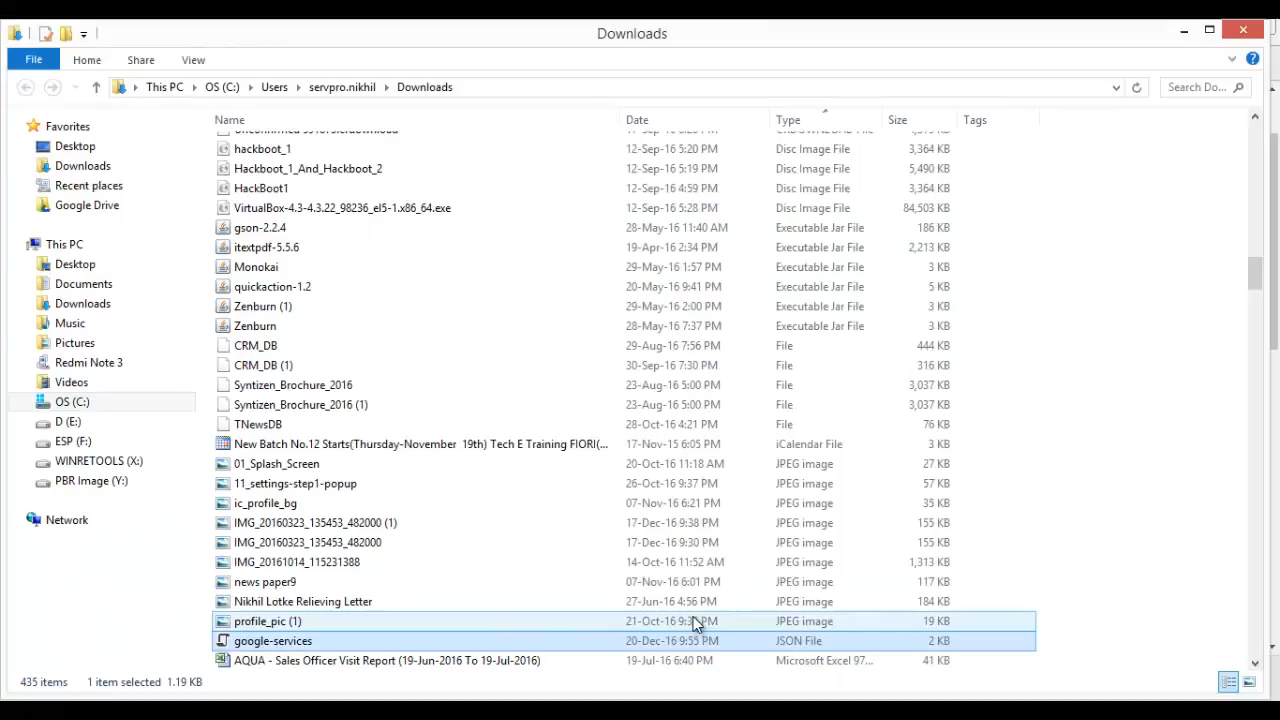 Downloads
File Home Share View
This PC OS (C:) Users servpro.nikhil Downloads Search Do...
Name Date Type Size Tags
hackboot_1 12-Sep-16 5:20 PM Disc Image File 3,364 KB
Hackboot_1_And_Hackboot_2 12-Sep-16 5:19 PM Disc Image File 5,490 KB
HackBoot1 12-Sep-16 4:59 PM Disc Image File 3,364 KB
VirtualBox-4.3-4.3.22_98236_el5-1.x86_64.exe 12-Sep-16 5:28 PM Disc Image File 84,503 KB
gson-2.2.4 28-May-16 11:40 AM Executable Jar File 186 KB
itextpdf-5.5.6 19-Apr-16 2:34 PM Executable Jar File 2,213 KB
Monokai 29-May-16 1:57 PM Executable Jar File 3 KB
quickaction-1.2 20-May-16 9:41 PM Executable Jar File 5 KB
Zenburn (1) 29-May-16 2:00 PM Executable Jar File 3 KB
Zenburn 28-May-16 7:37 PM Executable Jar File 3 KB
CRM_DB 29-Aug-16 7:56 PM File 444 KB
CRM_DB (1) 30-Sep-16 7:30 PM File 316 KB
Syntizen_Brochure_2016 23-Aug-16 5:00 PM File 3,037 KB
Syntizen_Brochure_2016 (1) 23-Aug-16 5:00 PM File 3,037 KB
TNewsDB 28-Oct-16 4:21 PM File 76 KB
New Batch No.12 Starts(Thursday-November 19th) Tech E Training FIORI(... 17-Nov-15 6:05 PM iCalendar File 3 KB
01_Splash_Screen 20-Oct-16 11:18 AM JPEG image 27 KB
11_settings-step1-popup 26-Oct-16 9:37 PM JPEG image 57 KB
ic_profile_bg 07-Nov-16 6:21 PM JPEG image 35 KB
IMG_20160323_135453_482000 (1) 17-Dec-16 9:38 PM JPEG image 155 KB
IMG_20160323_135453_482000 17-Dec-16 9:30 PM JPEG image 155 KB
IMG_20161014_115231388 14-Oct-16 11:52 AM JPEG image 1,313 KB
news paper9 07-Nov-16 6:01 PM JPEG image 117 KB
Nikhil Lotke Relieving Letter 27-Jun-16 4:56 PM JPEG image 184 KB
profile_pic (1) 21-Oct-16 PM JPEG image 19 KB
google-services 20-Dec-16 9:55 PM JSON File 2 KB
AQUA - Sales Officer Visit Report (19-Jun-2016 To 19-Jul-2016) 19-Jul-16 6:40 PM Microsoft Excel 97... 41 KB
Favorites
Desktop
Downloads
Recent places
Google Drive
This PC
Desktop
Documents
Downloads
Music
Pictures
Redmi Note 3
Videos
OS (C:)
D (E:)
ESP (F:)
WINRETOOLS (X:)
PBR Image (Y:)
Network
435 items 1 item selected 1.19 KB